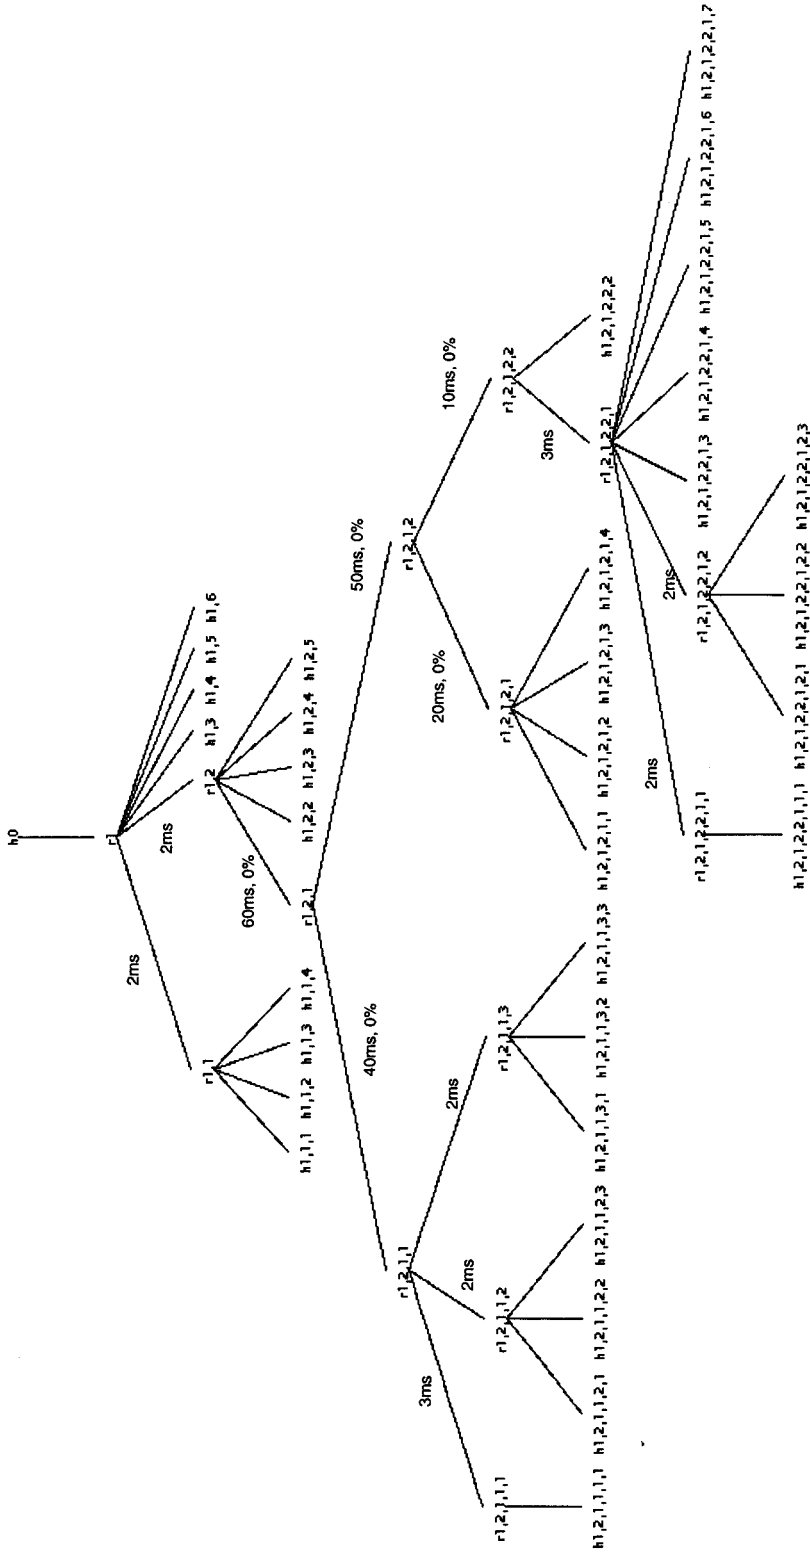 h0
r1
2ms
2ms
r1,1
r1,2
h1,3 h1,4 h1,5 h1,6
60ms, 0%
h1,1,1 h1,1,2 h1,1,3 h1,1,4
r1,2,1
h1,2,2 h1,2,3 h1,2,4 h1,2,5
40ms, 0%
50ms, 0%
r1,2,1,1
r1,2,1,2
3ms
2ms
2ms
20ms, 0%
10ms, 0%
r1,2,1,1,1
r1,2,1,1,2
r1,2,1,1,3
r1,2,1,2,1
r1,2,1,2,2
3ms
h1,2,1,1,1,1
h1,2,1,1,2,1 h1,2,1,1,2,2 h1,2,1,1,2,3
h1,2,1,1,3,1 h1,2,1,1,3,2 h1,2,1,1,3,3
h1,2,1,2,1,1 h1,2,1,2,1,2 h1,2,1,2,1,3 h1,2,1,2,1,4
r1,2,1,2,2,1
h1,2,1,2,2,2
2ms
2ms
r1,2,1,2,2,1,1
r1,2,1,2,2,1,2
h1,2,1,2,2,1,3 h1,2,1,2,2,1,4 h1,2,1,2,2,1,5 h1,2,1,2,2,1,6 h1,2,1,2,2,1,7
h1,2,1,2,2,1,1,1
h1,2,1,2,2,1,2,1 h1,2,1,2,2,1,2,2 h1,2,1,2,2,1,2,3